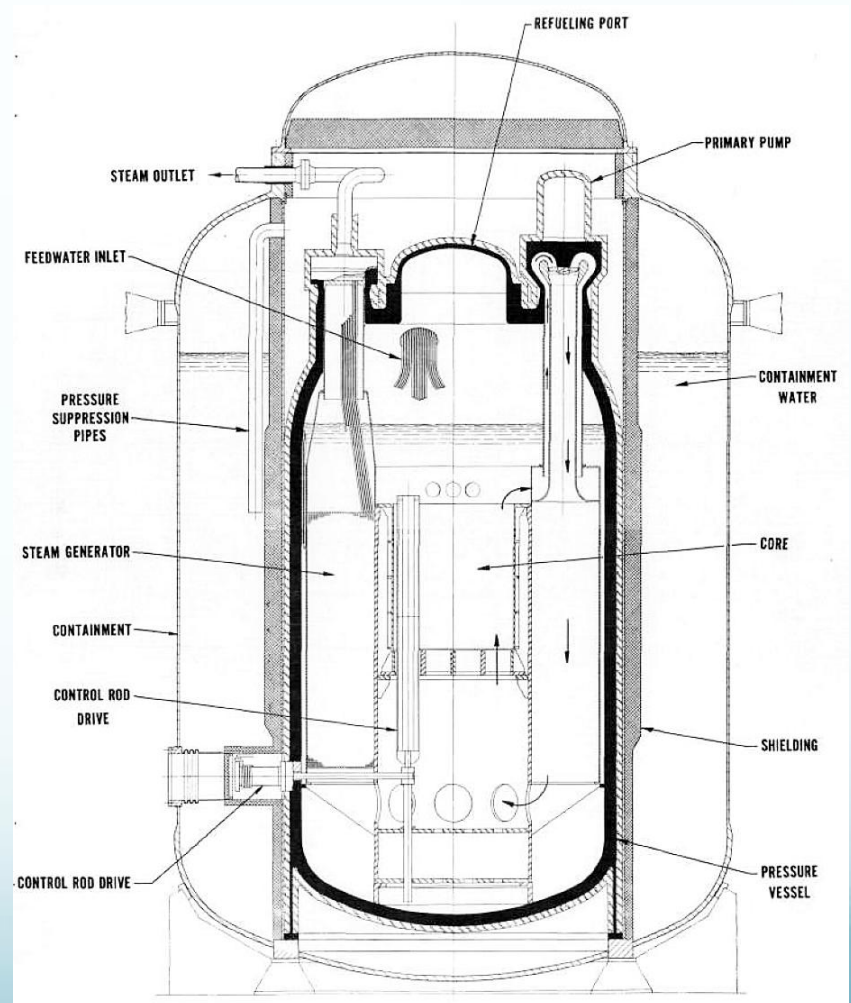 REFUELING PORT
PRIMARY PUMP
STEAM OUTLET
FEEDWATER INLET
PRESSURE
SUPPRESSION
PIPES
CONTAINMENT
WATER
STEAM GENERATOR
CORE
CONTAINMENT
CONTROL ROD
DRIVE
SHIELDING
PRESSURE
VESSEL
CONTROL ROD DRIVE